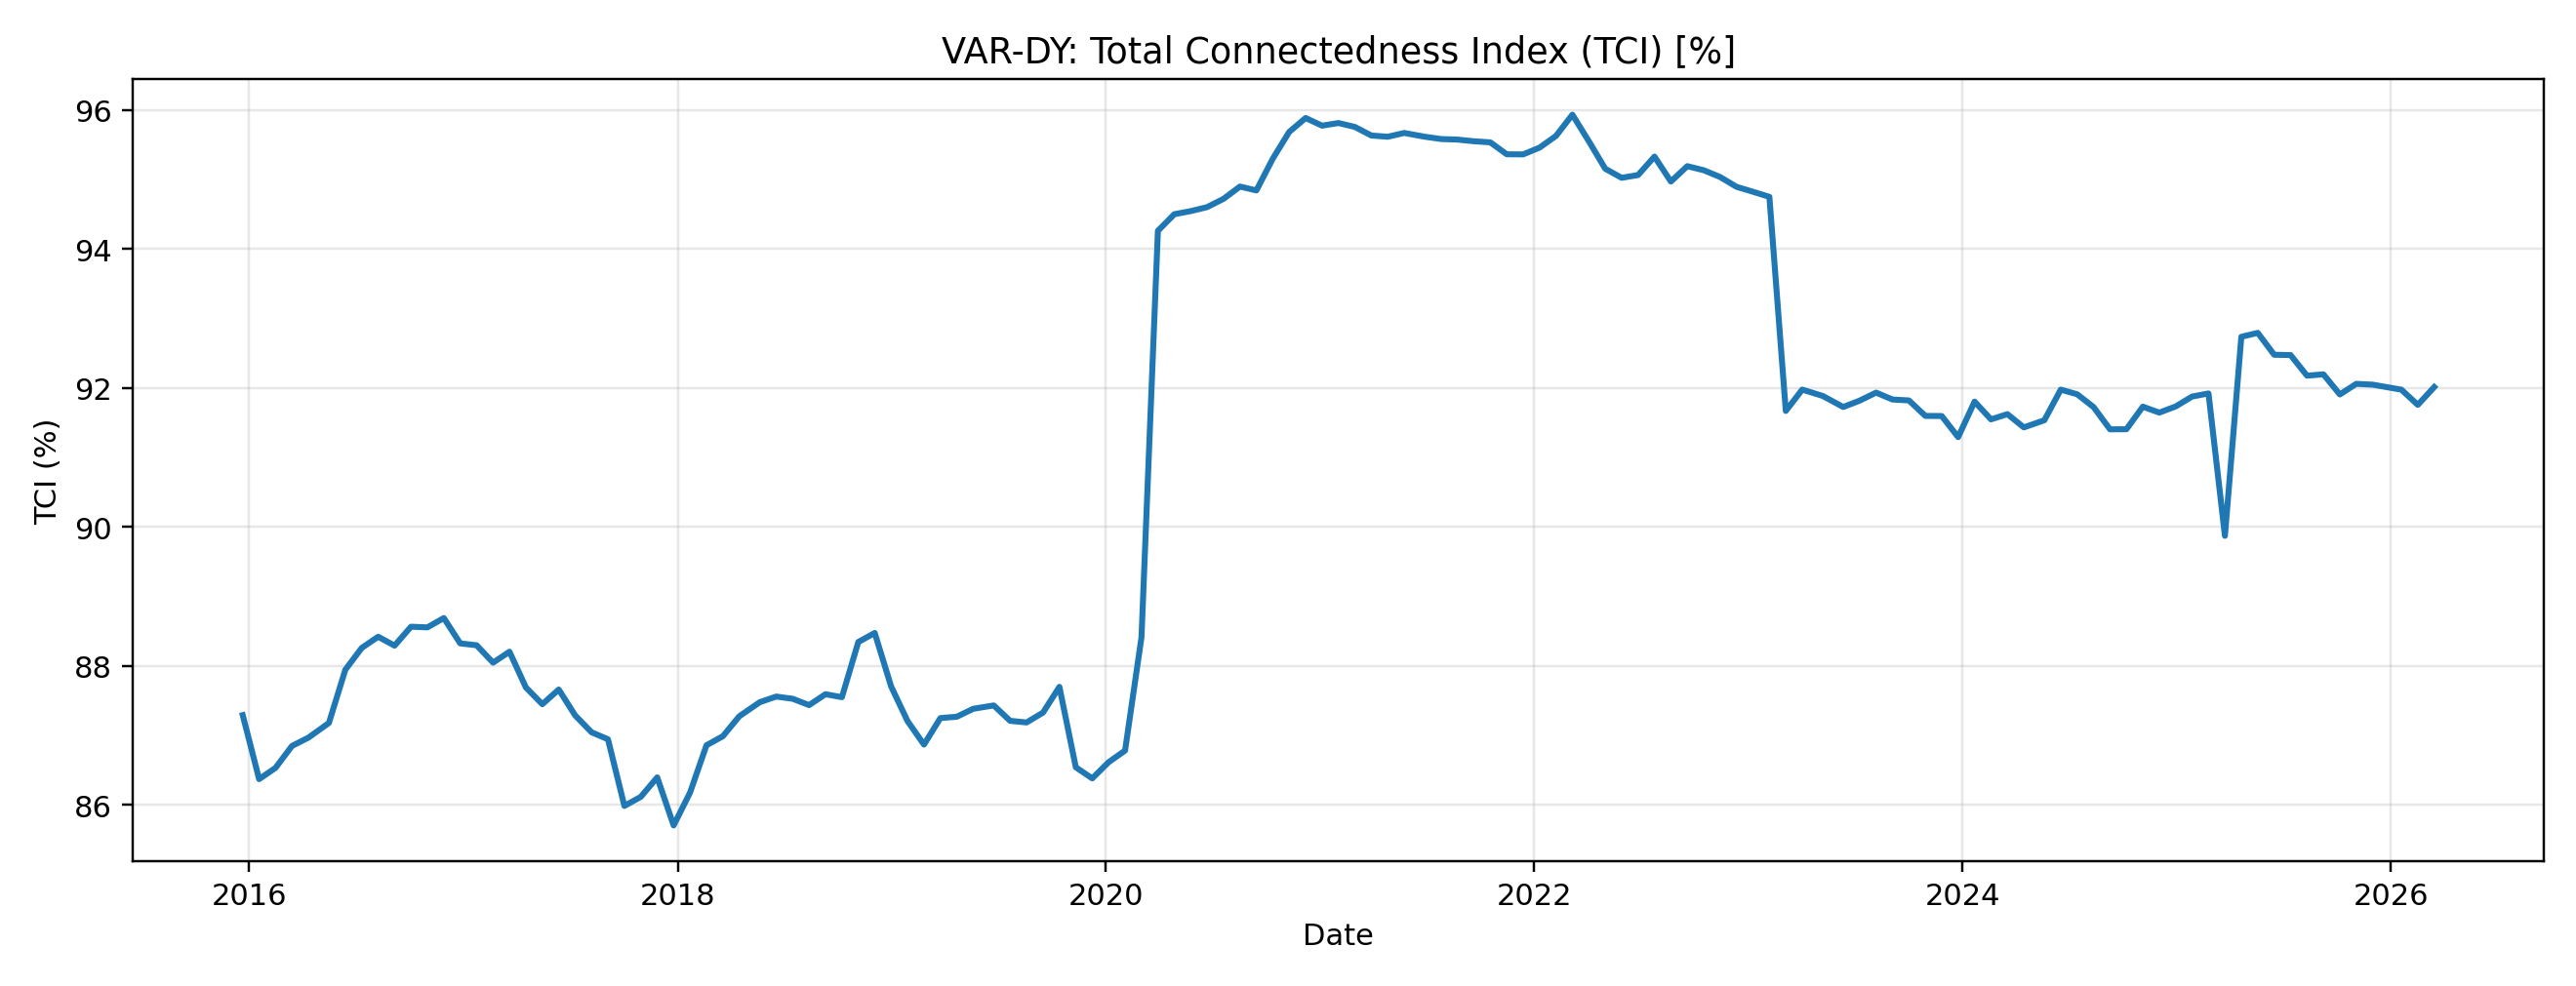 VAR-DY: Total Connectedness Index (TCI) [%]
96
94
92
90
88
86
TCI (%)
2016 2018 2020 2022 2024 2026
Date